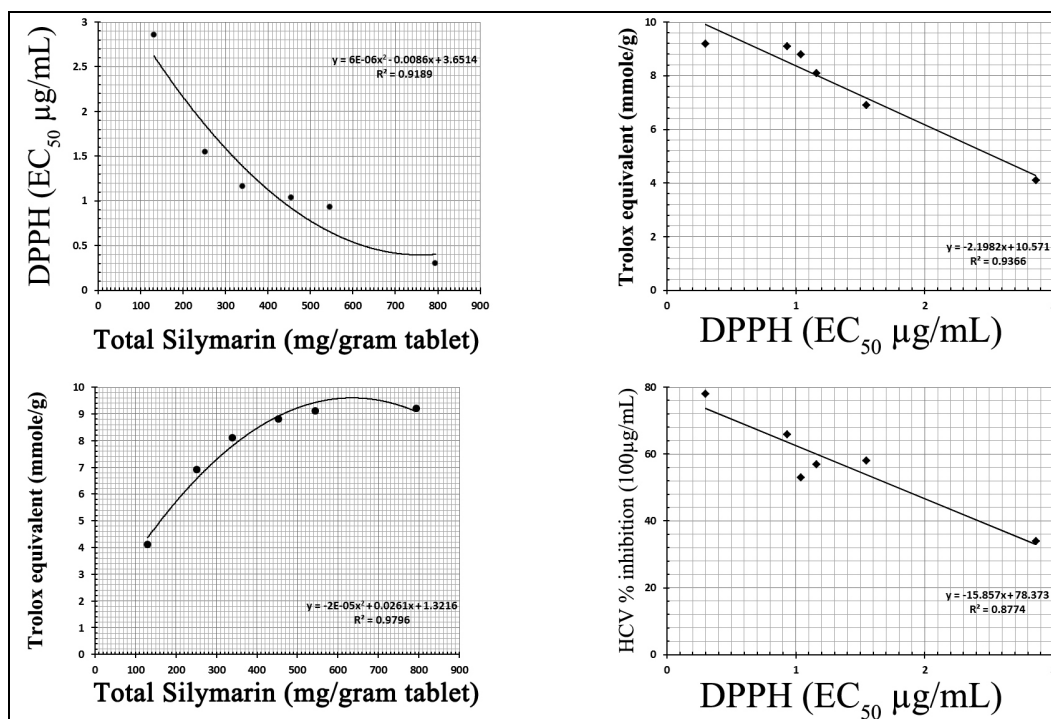 3
2.5
2
1.5
1
0.5
0
DPPH (EC₅₀ µg/mL)
y = 6E-06x² - 0.0086x + 3.6514
R² = 0.9189
0 100 200 300 400 500 600 700 800 900
Total Silymarin (mg/gram tablet)
10
8
6
4
2
0
Trolox equivalent (mmole/g)
y = -2.1982x + 10.571
R² = 0.9366
0 1 2
DPPH (EC₅₀ µg/mL)
10
9
8
7
6
5
4
3
2
1
0
Trolox equivalent (mmole/g)
y = -2E-05x² + 0.0261x + 1.3216
R² = 0.9796
0 100 200 300 400 500 600 700 800 900
Total Silymarin (mg/gram tablet)
80
60
40
20
0
HCV % inhibition (100µg/mL)
y = -15.857x + 78.373
R² = 0.8774
0 1 2
DPPH (EC₅₀ µg/mL)